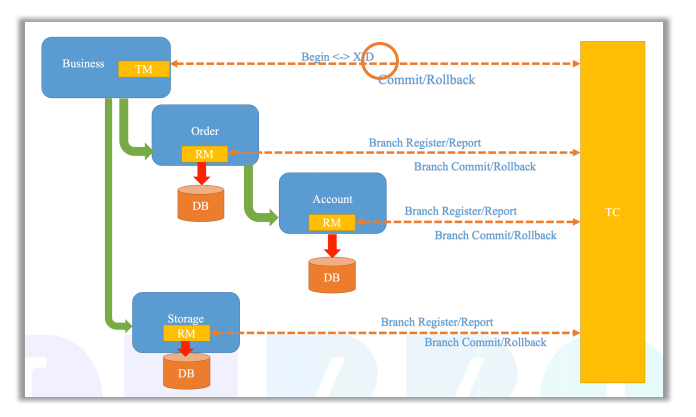 Begin <-> XID
Business
TM
Commit/Rollback
Order
Branch Register/Report
RM
Branch Commit/Rollback
DB
Account
Branch Register/Report
TC
RM
Branch Commit/Rollback
DB
Storage
Branch Register/Report
RM
Branch Commit/Rollback
DB